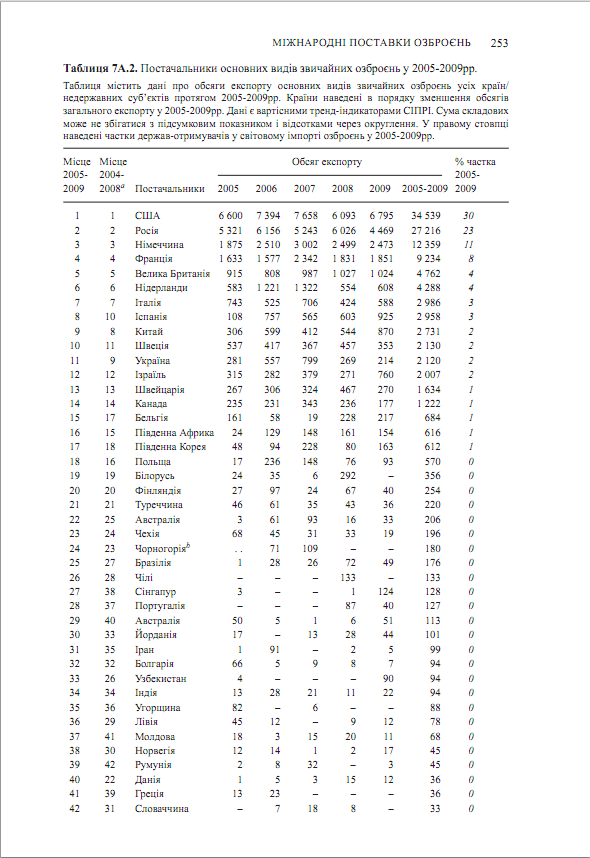 МІЖНАРОДНІ ПОСТАВКИ ОЗБРОЄНЬ 253
Таблиця 7A.2. Постачальники основних видів звичайних озброєнь у 2005-2009рр.
Таблиця містить дані про обсяги експорту основних видів звичайних озброєнь усіх країн/
недержавних суб’єктів протягом 2005-2009рр. Країни наведені в порядку зменшення обсягів
загального експорту у 2005-2009рр. Дані є вартісними тренд-індикаторами СІПРІ. Сума складових
може не збігатися з підсумковим показником і відсотками через округлення. У правому стовпці
наведені частки держав-отримувачів у світовому імпорті озброєнь у 2005-2009рр.
Місце Місце Обсяг експорту % частка
2005- 2004- 2005-
2009 2008a Постачальники 2005 2006 2007 2008 2009 2005-2009 2009
1 1 США 6 600 7 394 7 658 6 093 6 795 34 539 30
2 2 Росія 5 321 6 156 5 243 6 026 4 469 27 216 23
3 3 Німеччина 1 875 2 510 3 002 2 499 2 473 12 359 11
4 4 Франція 1 633 1 577 2 342 1 831 1 851 9 234 8
5 5 Велика Британія 915 808 987 1 027 1 024 4 762 4
6 6 Нідерланди 583 1 221 1 322 554 608 4 288 4
7 7 Італія 743 525 706 424 588 2 986 3
8 10 Іспанія 108 757 565 603 925 2 958 3
9 8 Китай 306 599 412 544 870 2 731 2
10 11 Швеція 537 417 367 457 353 2 130 2
11 9 Україна 281 557 799 269 214 2 120 2
12 12 Ізраїль 315 282 379 271 760 2 007 2
13 13 Швейцарія 267 306 324 467 270 1 634 1
14 14 Канада 235 231 343 236 177 1 222 1
15 17 Бельгія 161 58 19 228 217 684 1
16 15 Південна Африка 24 129 148 161 154 616 1
17 18 Південна Корея 48 94 228 80 163 612 1
18 16 Польща 17 236 148 76 93 570 0
19 19 Білорусь 24 35 6 292 – 356 0
20 20 Фінляндія 27 97 24 67 40 254 0
21 21 Туреччина 46 61 35 43 36 220 0
22 25 Австралія 3 61 93 16 33 206 0
23 24 Чехія 68 45 31 33 19 196 0
24 23 Чорногоріяb . . 71 109 – – 180 0
25 27 Бразілія 1 28 26 72 49 176 0
26 28 Чілі – – – 133 – 133 0
27 38 Сінгапур 3 – – 1 124 128 0
28 37 Португалія – – – 87 40 127 0
29 40 Австралія 50 5 1 6 51 113 0
30 33 Йорданія 17 – 13 28 44 101 0
31 35 Іран 1 91 – 2 5 99 0
32 32 Болгарія 66 5 9 8 7 94 0
33 26 Узбекистан 4 – – – 90 94 0
34 34 Індія 13 28 21 11 22 94 0
35 36 Угорщина 82 – 6 – – 88 0
36 29 Лівія 45 12 – 9 12 78 0
37 41 Молдова 18 3 15 20 11 68 0
38 30 Норвегія 12 14 1 2 17 45 0
39 42 Румунія 2 8 32 – 3 45 0
40 22 Данія 1 5 3 15 12 36 0
41 39 Греція 13 23 – – – 36 0
42 31 Словаччина – 7 18 8 – 33 0